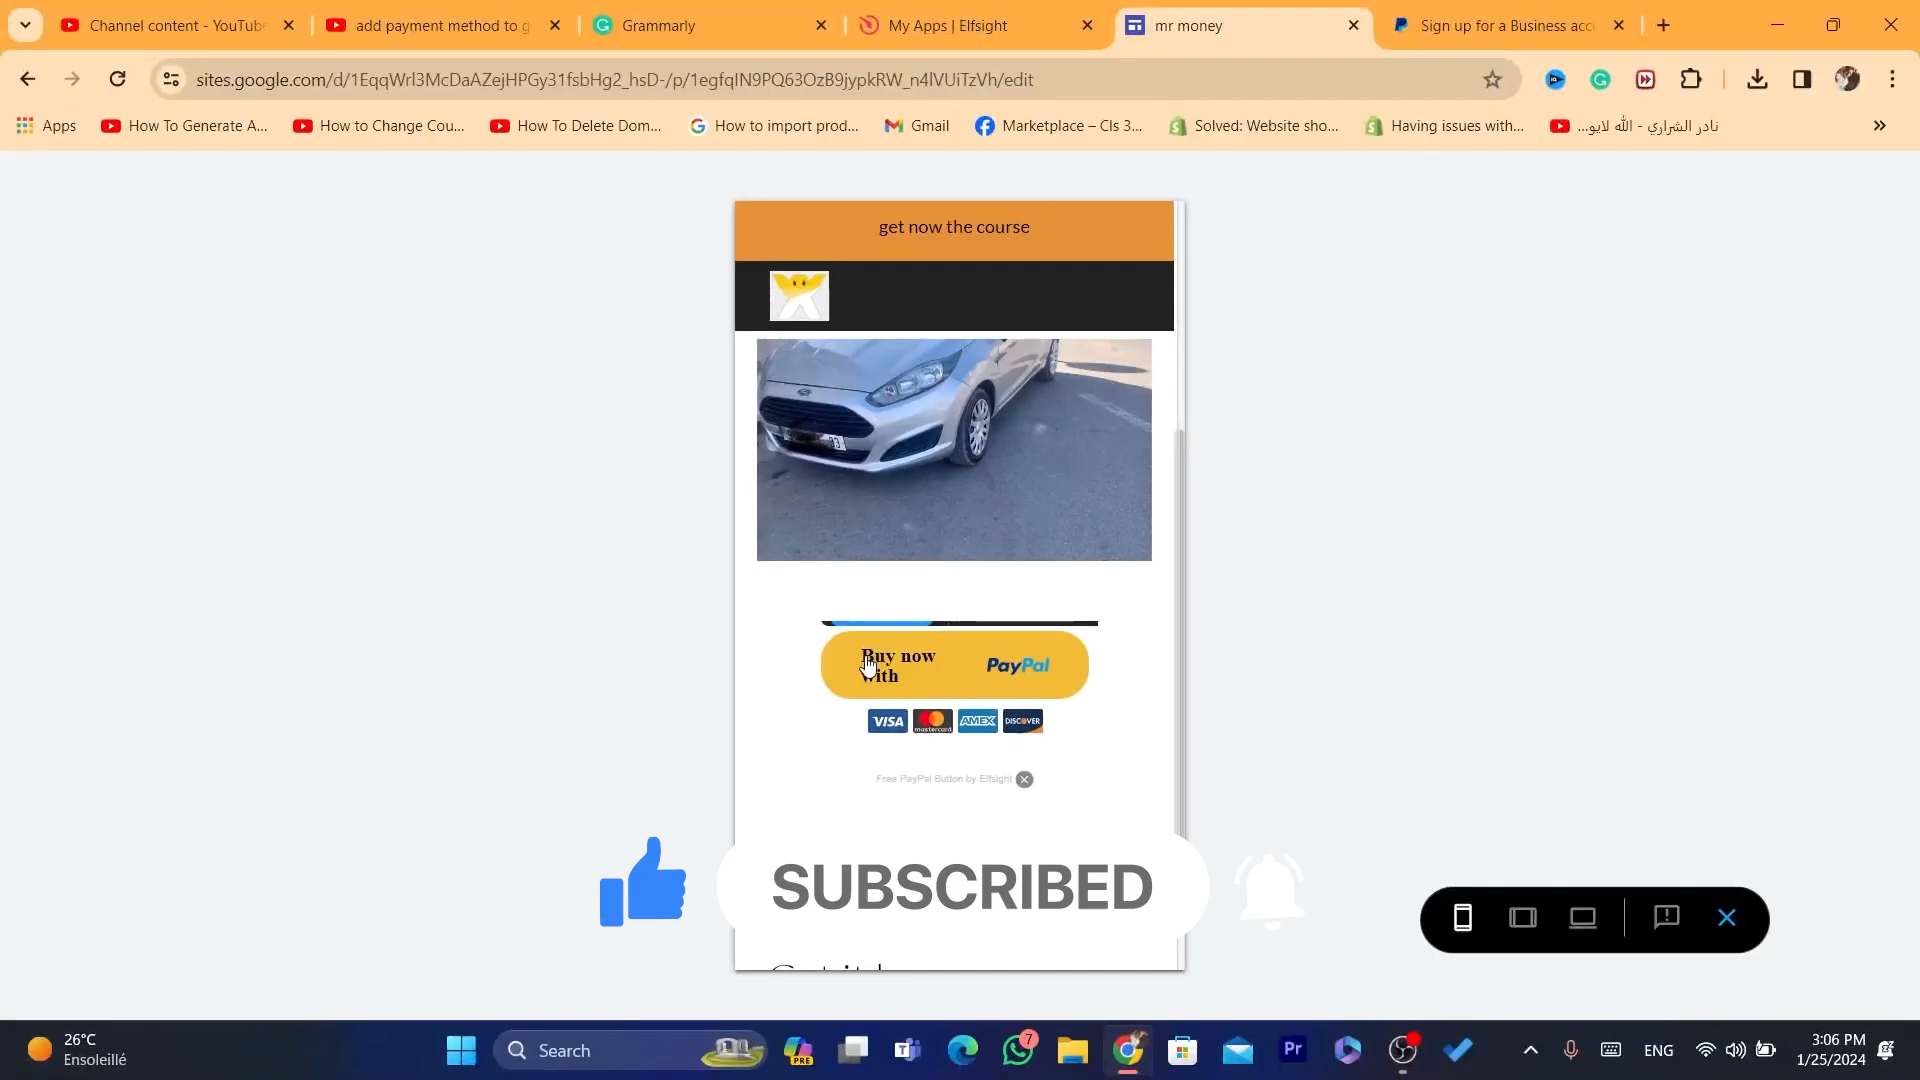 Channel content - YouTube
add payment method to g
Grammarly
My Apps | Elfsight
mr money
Sign up for a Business acc
sites.google.com/d/1EqqWrl3McDaAZejHPGy31fsbHg2_hsD-/p/1egfqIN9PQ63OzB9jypkRW_n4lVUiTzVh/edit
Apps
How To Generate A...
How to Change Cou...
How To Delete Dom...
How to import prod...
Gmail
Marketplace – Cls 3...
Solved: Website sho...
Having issues with...
نادر الشراري - الله لايو...
get now the course
Buy now
with
PayPal
VISA
mastercard
AMEX
DISCOVER
Free PayPal Button by Elfsight
SUBSCRIBED
26°C
Ensoleillé
Search
PRE
7
Pr
ENG
3:06 PM
1/25/2024